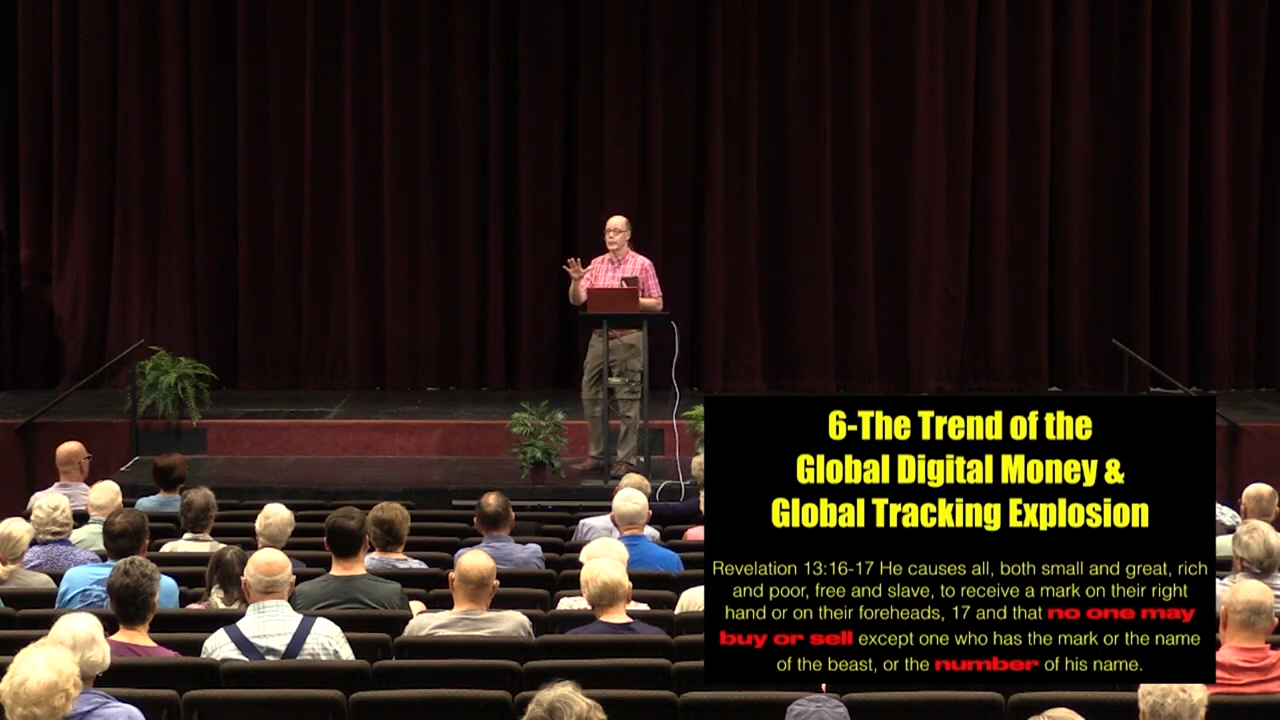 6-The Trend of the
Global Digital Money &
Global Tracking Explosion
Revelation 13:16-17 He causes all, both small and great, rich
and poor, free and slave, to receive a mark on their right
hand or on their foreheads, 17 and that no one may
buy or sell except one who has the mark or the name
of the beast, or the number of his name.